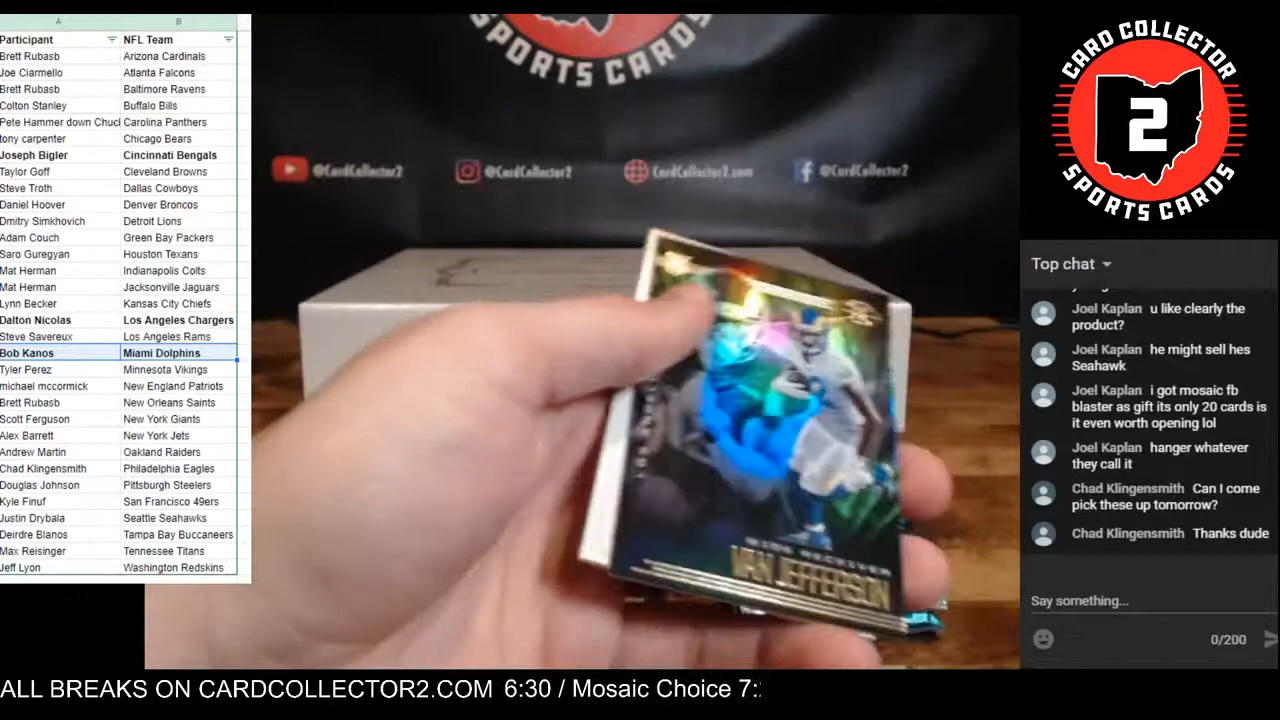 A B
Participant NFL Team
Brett Rubasb Arizona Cardinals
Joe Ciarmello Atlanta Falcons
Brett Rubasb Baltimore Ravens
Colton Stanley Buffalo Bills
Pete Hammer down Chuck Carolina Panthers
tony carpenter Chicago Bears
Joseph Bigler Cincinnati Bengals
Taylor Goff Cleveland Browns
Steve Troth Dallas Cowboys
Daniel Hoover Denver Broncos
Dmitry Simkhovich Detroit Lions
Adam Couch Green Bay Packers
Saro Guregyan Houston Texans
Mat Herman Indianapolis Colts
Mat Herman Jacksonville Jaguars
Lynn Becker Kansas City Chiefs
Dalton Nicolas Los Angeles Chargers
Steve Savereux Los Angeles Rams
Bob Kanos Miami Dolphins
Tyler Perez Minnesota Vikings
michael mccormick New England Patriots
Brett Rubasb New Orleans Saints
Scott Ferguson New York Giants
Alex Barrett New York Jets
Andrew Martin Oakland Raiders
Chad Klingensmith Philadelphia Eagles
Douglas Johnson Pittsburgh Steelers
Kyle Finuf San Francisco 49ers
Justin Drybala Seattle Seahawks
Deirdre Blanos Tampa Bay Buccaneers
Max Reisinger Tennessee Titans
Jeff Lyon Washington Redskins
SPORTS CARDS
@CardCollector2 @CardCollector2 CardCollector2.com @CardCollector2
WIDE RECEIVER
VAN JEFFERSON
CARD COLLECTOR
2
SPORTS CARDS
Top chat
Joel Kaplan u like clearly the
product?
Joel Kaplan he might sell hes
Seahawk
Joel Kaplan i got mosaic fb
blaster as gift its only 20 cards is
it even worth opening lol
Joel Kaplan hanger whatever
they call it
Chad Klingensmith Can I come
pick these up tomorrow?
Chad Klingensmith Thanks dude
Say something...
0/200
ALL BREAKS ON CARDCOLLECTOR2.COM 6:30 / Mosaic Choice 7: